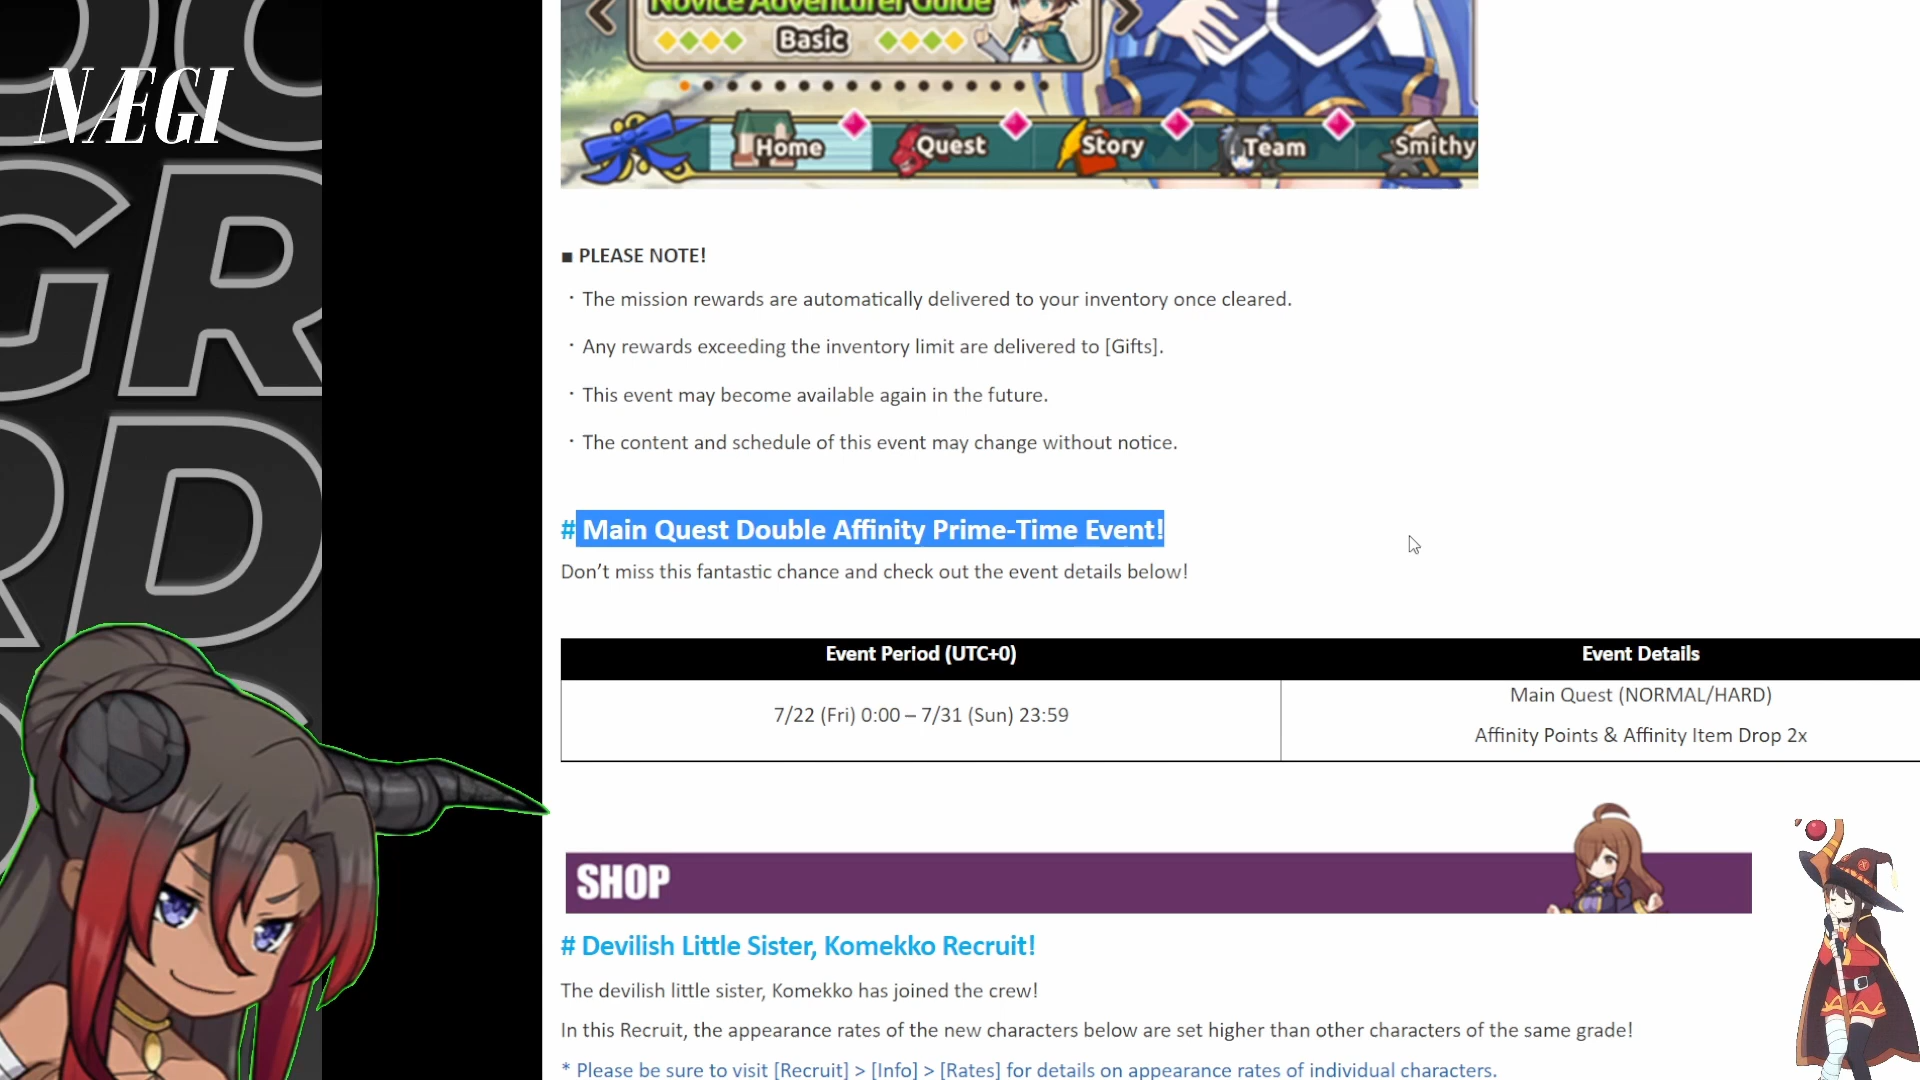 Novice Adventurer Guide
Basic
NÆGI
Home
Quest
Story
Team
Smithy
GR
RD
■ PLEASE NOTE!
・The mission rewards are automatically delivered to your inventory once cleared.
・Any rewards exceeding the inventory limit are delivered to [Gifts].
・This event may become available again in the future.
・The content and schedule of this event may change without notice.
# Main Quest Double Affinity Prime-Time Event!
Don’t miss this fantastic chance and check out the event details below!
Event Period (UTC+0)
Event Details
7/22 (Fri) 0:00 – 7/31 (Sun) 23:59
Main Quest (NORMAL/HARD)
Affinity Points & Affinity Item Drop 2x
SHOP
# Devilish Little Sister, Komekko Recruit!
The devilish little sister, Komekko has joined the crew!
In this Recruit, the appearance rates of the new characters below are set higher than other characters of the same grade!
* Please be sure to visit [Recruit] > [Info] > [Rates] for details on appearance rates of individual characters.